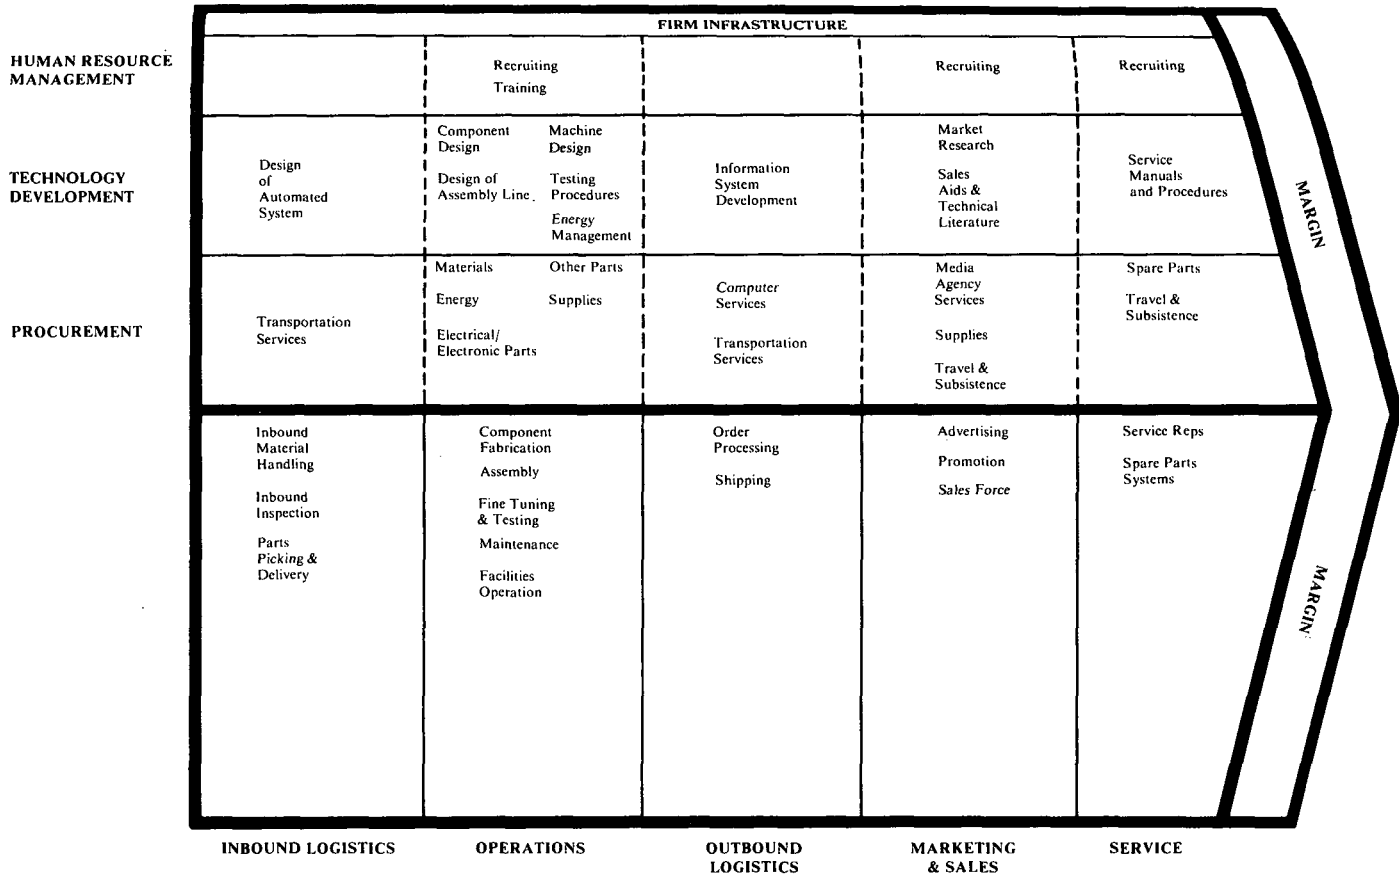 FIRM INFRASTRUCTURE
HUMAN RESOURCE
MANAGEMENT
Recruiting
Training
Recruiting
Recruiting
TECHNOLOGY
DEVELOPMENT
Design
of
Automated
System
Component
Design
Design of
Assembly Line
Machine
Design
Testing
Procedures
Energy
Management
Information
System
Development
Market
Research
Sales
Aids &
Technical
Literature
Service
Manuals
and Procedures
PROCUREMENT
Transportation
Services
Materials
Energy
Electrical/
Electronic Parts
Other Parts
Supplies
Computer
Services
Transportation
Services
Media
Agency
Services
Supplies
Travel &
Subsistence
Spare Parts
Travel &
Subsistence
MARGIN
Inbound
Material
Handling
Inbound
Inspection
Parts
Picking &
Delivery
Component
Fabrication
Assembly
Fine Tuning
& Testing
Maintenance
Facilities
Operation
Order
Processing
Shipping
Advertising
Promotion
Sales Force
Service Reps
Spare Parts
Systems
MARGIN
INBOUND LOGISTICS
OPERATIONS
OUTBOUND
LOGISTICS
MARKETING
& SALES
SERVICE